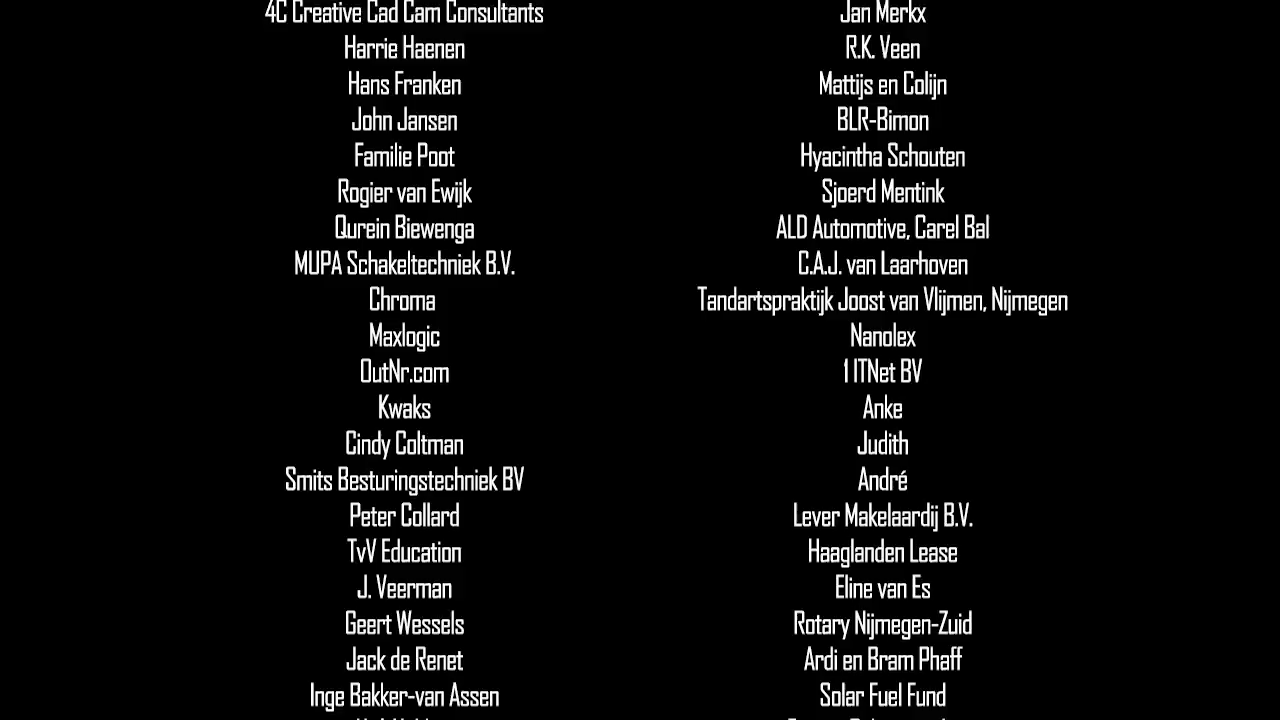 4C Creative Cad Cam Consultants
Harrie Haenen
Hans Franken
John Jansen
Familie Poot
Rogier van Ewijk
Qurein Biewenga
MUPA Schakeltechniek B.V.
Chroma
Maxlogic
OutNr.com
Kwaks
Cindy Coltman
Smits Besturingstechniek BV
Peter Collard
TvV Education
J. Veerman
Geert Wessels
Jack de Renet
Inge Bakker-van Assen
Jan Merkx
R.K. Veen
Mattijs en Colijn
BLR-Bimon
Hyacintha Schouten
Sjoerd Mentink
ALD Automotive, Carel Bal
C.A.J. van Laarhoven
Tandartspraktijk Joost van Vlijmen, Nijmegen
Nanolex
1 ITNet BV
Anke
Judith
André
Lever Makelaardij B.V.
Haaglanden Lease
Eline van Es
Rotary Nijmegen-Zuid
Ardi en Bram Phaff
Solar Fuel Fund